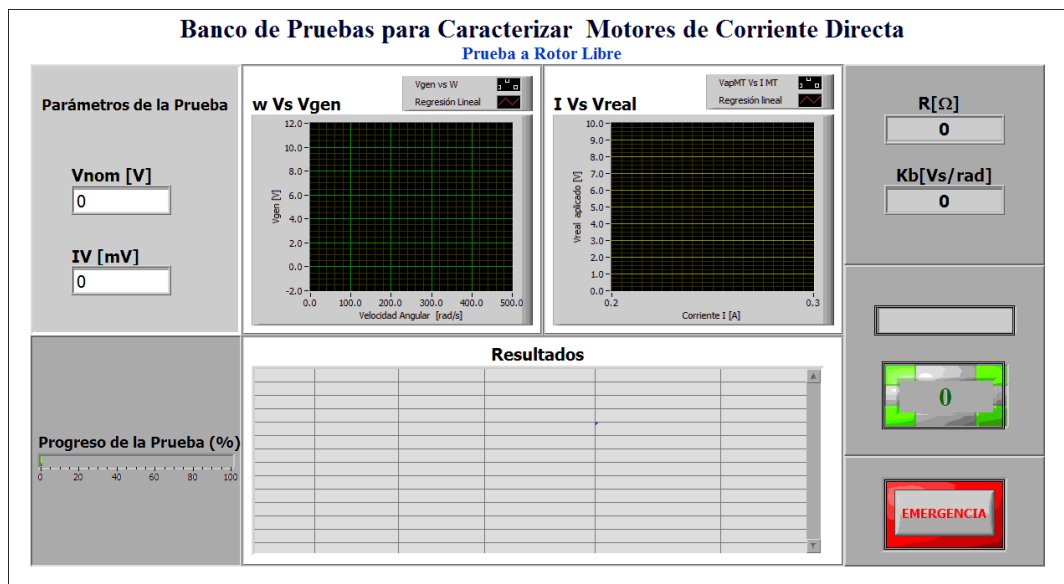 Banco de Pruebas para Caracterizar Motores de Corriente Directa
Prueba a Rotor Libre
Parámetros de la Prueba
Vnom [V]
0
IV [mV]
0
w Vs Vgen
Vgen vs W
Regresión Lineal
12.0
10.0
8.0
6.0
4.0
2.0
0.0
-2.0
Vgen [V]
0.0 100.0 200.0 300.0 400.0 500.0
Velocidad Angular [rad/s]
I Vs Vreal
VapMT Vs I MT
Regresión lineal
10.0
9.0
8.0
7.0
6.0
5.0
4.0
3.0
2.0
1.0
0.0
Vreal aplicado [V]
0.2 0.3
Corriente I [A]
R[Ω]
0
Kb[Vs/rad]
0
Progreso de la Prueba (%)
0 20 40 60 80 100
Resultados
0
EMERGENCIA